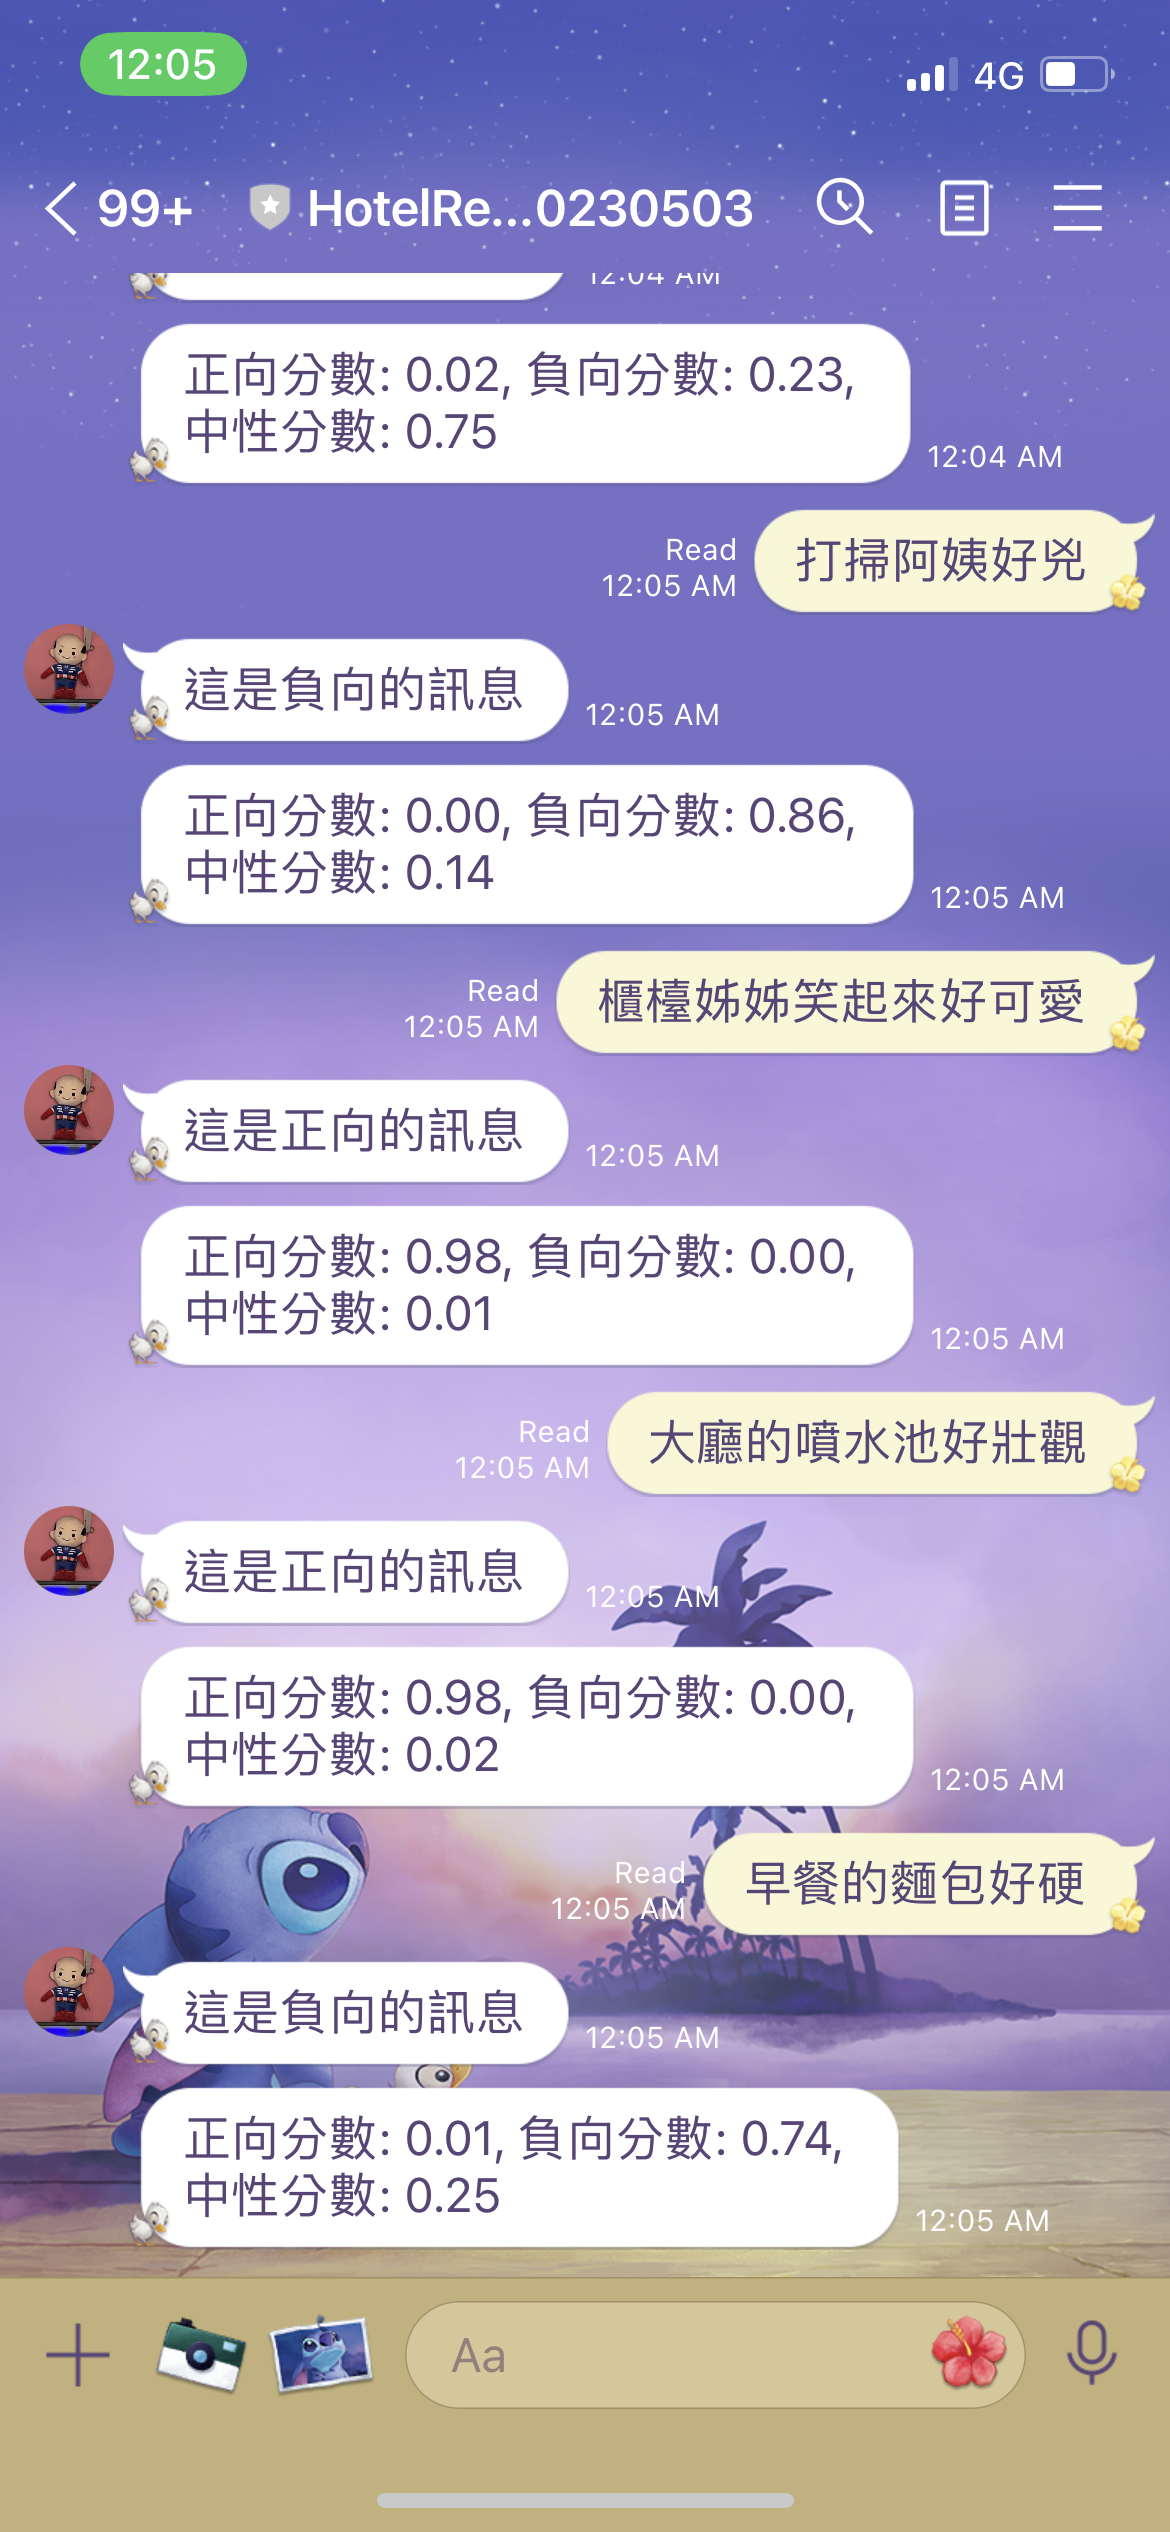 12:05
4G
99+
HotelRe...0230503
12:04 AM
正向分數: 0.02, 負向分數: 0.23,
中性分數: 0.75
12:04 AM
Read
12:05 AM
打掃阿姨好兇
這是負向的訊息
12:05 AM
正向分數: 0.00, 負向分數: 0.86,
中性分數: 0.14
12:05 AM
Read
12:05 AM
櫃檯姊姊笑起來好可愛
這是正向的訊息
12:05 AM
正向分數: 0.98, 負向分數: 0.00,
中性分數: 0.01
12:05 AM
Read
12:05 AM
大廳的噴水池好壯觀
這是正向的訊息
12:05 AM
正向分數: 0.98, 負向分數: 0.00,
中性分數: 0.02
12:05 AM
Read
12:05 AM
早餐的麵包好硬
這是負向的訊息
12:05 AM
正向分數: 0.01, 負向分數: 0.74,
中性分數: 0.25
12:05 AM
Aa